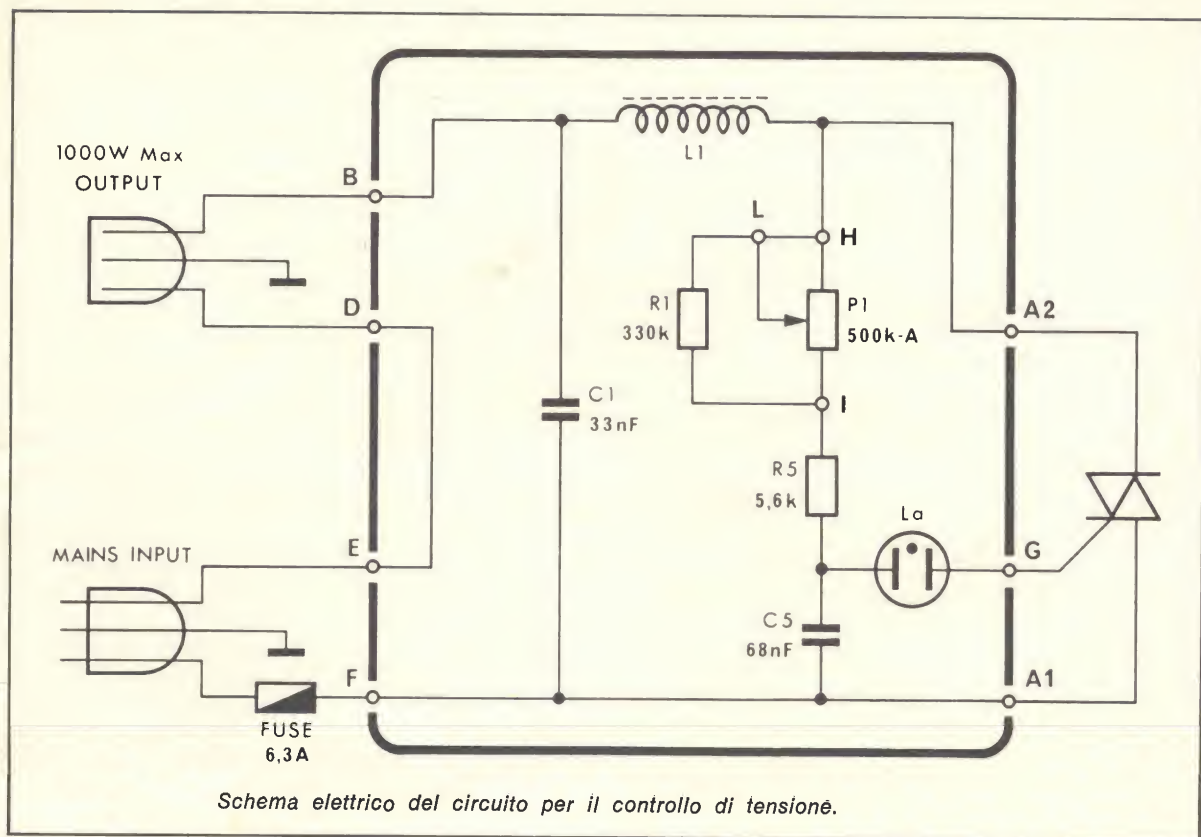 1000W Max
OUTPUT
B
L1
L
H
R1
330k
P1
500k-A
A2
D
C1
33nF
I
R5
5,6k
La
MAINS INPUT
E
G
C5
68nF
F
A1
FUSE
6,3A
Schema elettrico del circuito per il controllo di tensione.